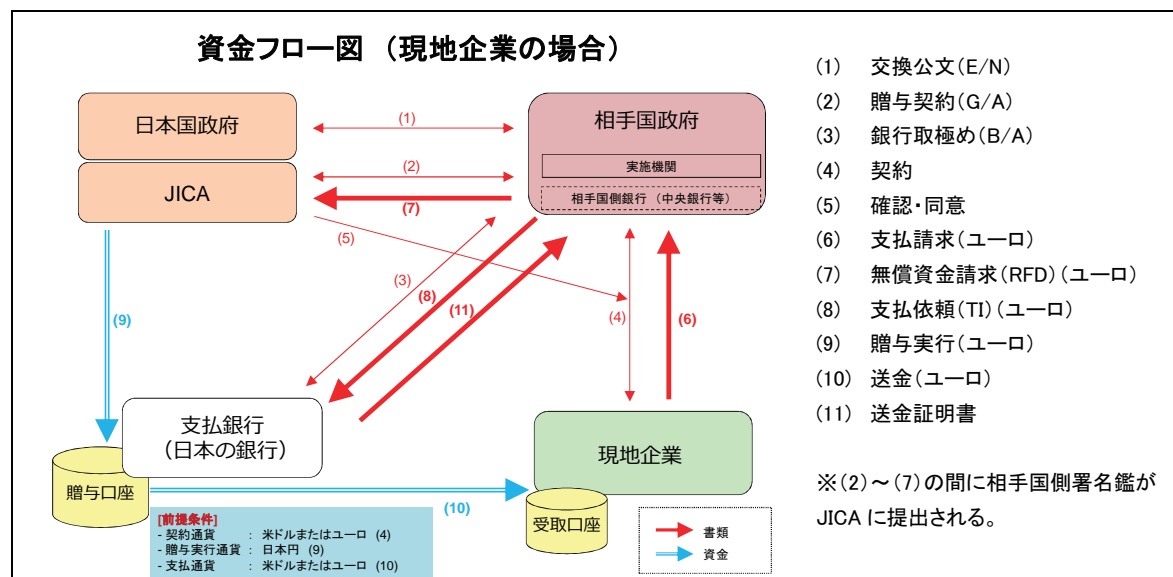 資金フロー図 (現地企業の場合)
日本国政府
JICA
相手国政府
実施機関
相手国側銀行 (中央銀行等)
(1)
(2)
(7)
(5)
(3)
(8)
(11)
(4)
(6)
(9)
支払銀行
(日本の銀行)
贈与口座
(10)
現地企業
受取口座
[前提条件]
- 契約通貨 : 米ドルまたはユーロ (4)
- 贈与実行通貨 : 日本円 (9)
- 支払通貨 : 米ドルまたはユーロ (10)
書類
資金
(1) 交換公文(E/N)
(2) 贈与契約(G/A)
(3) 銀行取極め(B/A)
(4) 契約
(5) 確認・同意
(6) 支払請求(ユーロ)
(7) 無償資金請求(RFD)(ユーロ)
(8) 支払依頼(TI)(ユーロ)
(9) 贈与実行(ユーロ)
(10) 送金(ユーロ)
(11) 送金証明書
※(2)~(7)の間に相手国側署名鑑が
JICA に提出される。